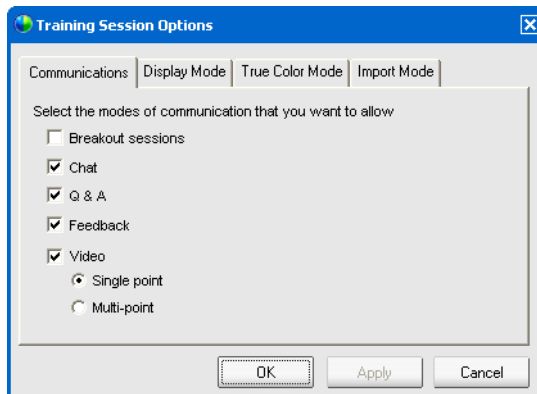 Training Session Options
Communications Display Mode True Color Mode Import Mode
Select the modes of communication that you want to allow
Breakout sessions
Chat
Q & A
Feedback
Video
Single point
Multi-point
OK Apply Cancel